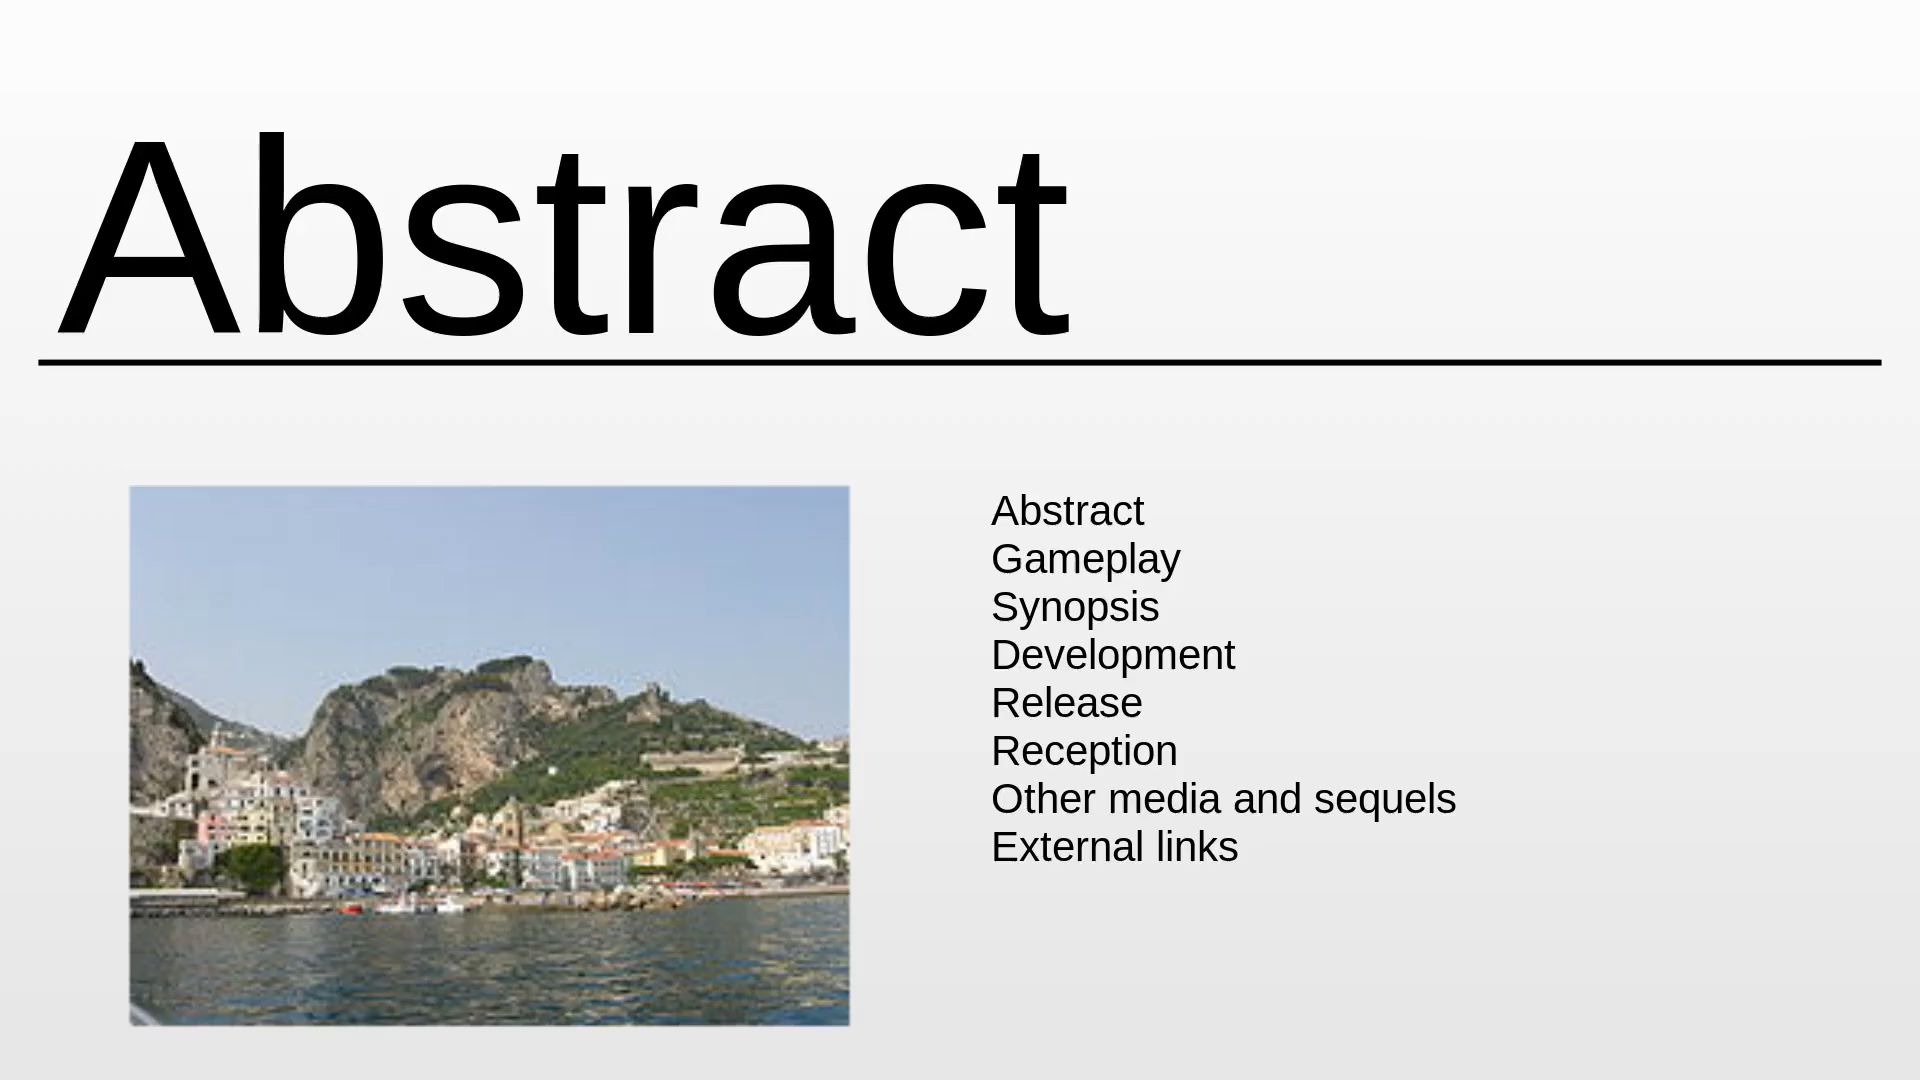 Abstract
Abstract
Gameplay
Synopsis
Development
Release
Reception
Other media and sequels
External links